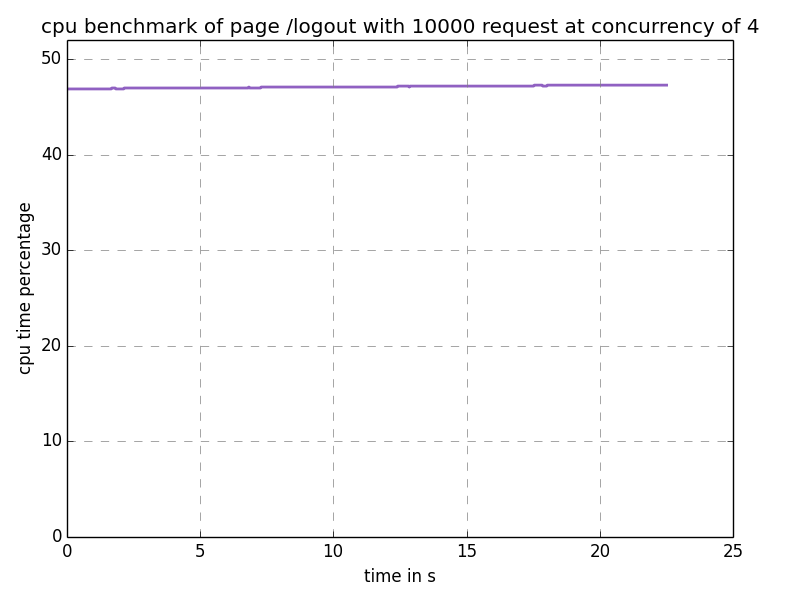 cpu benchmark of page /logout with 10000 request at concurrency of 4
50
40
30
20
10
0
cpu time percentage
0 5 10 15 20 25
time in s